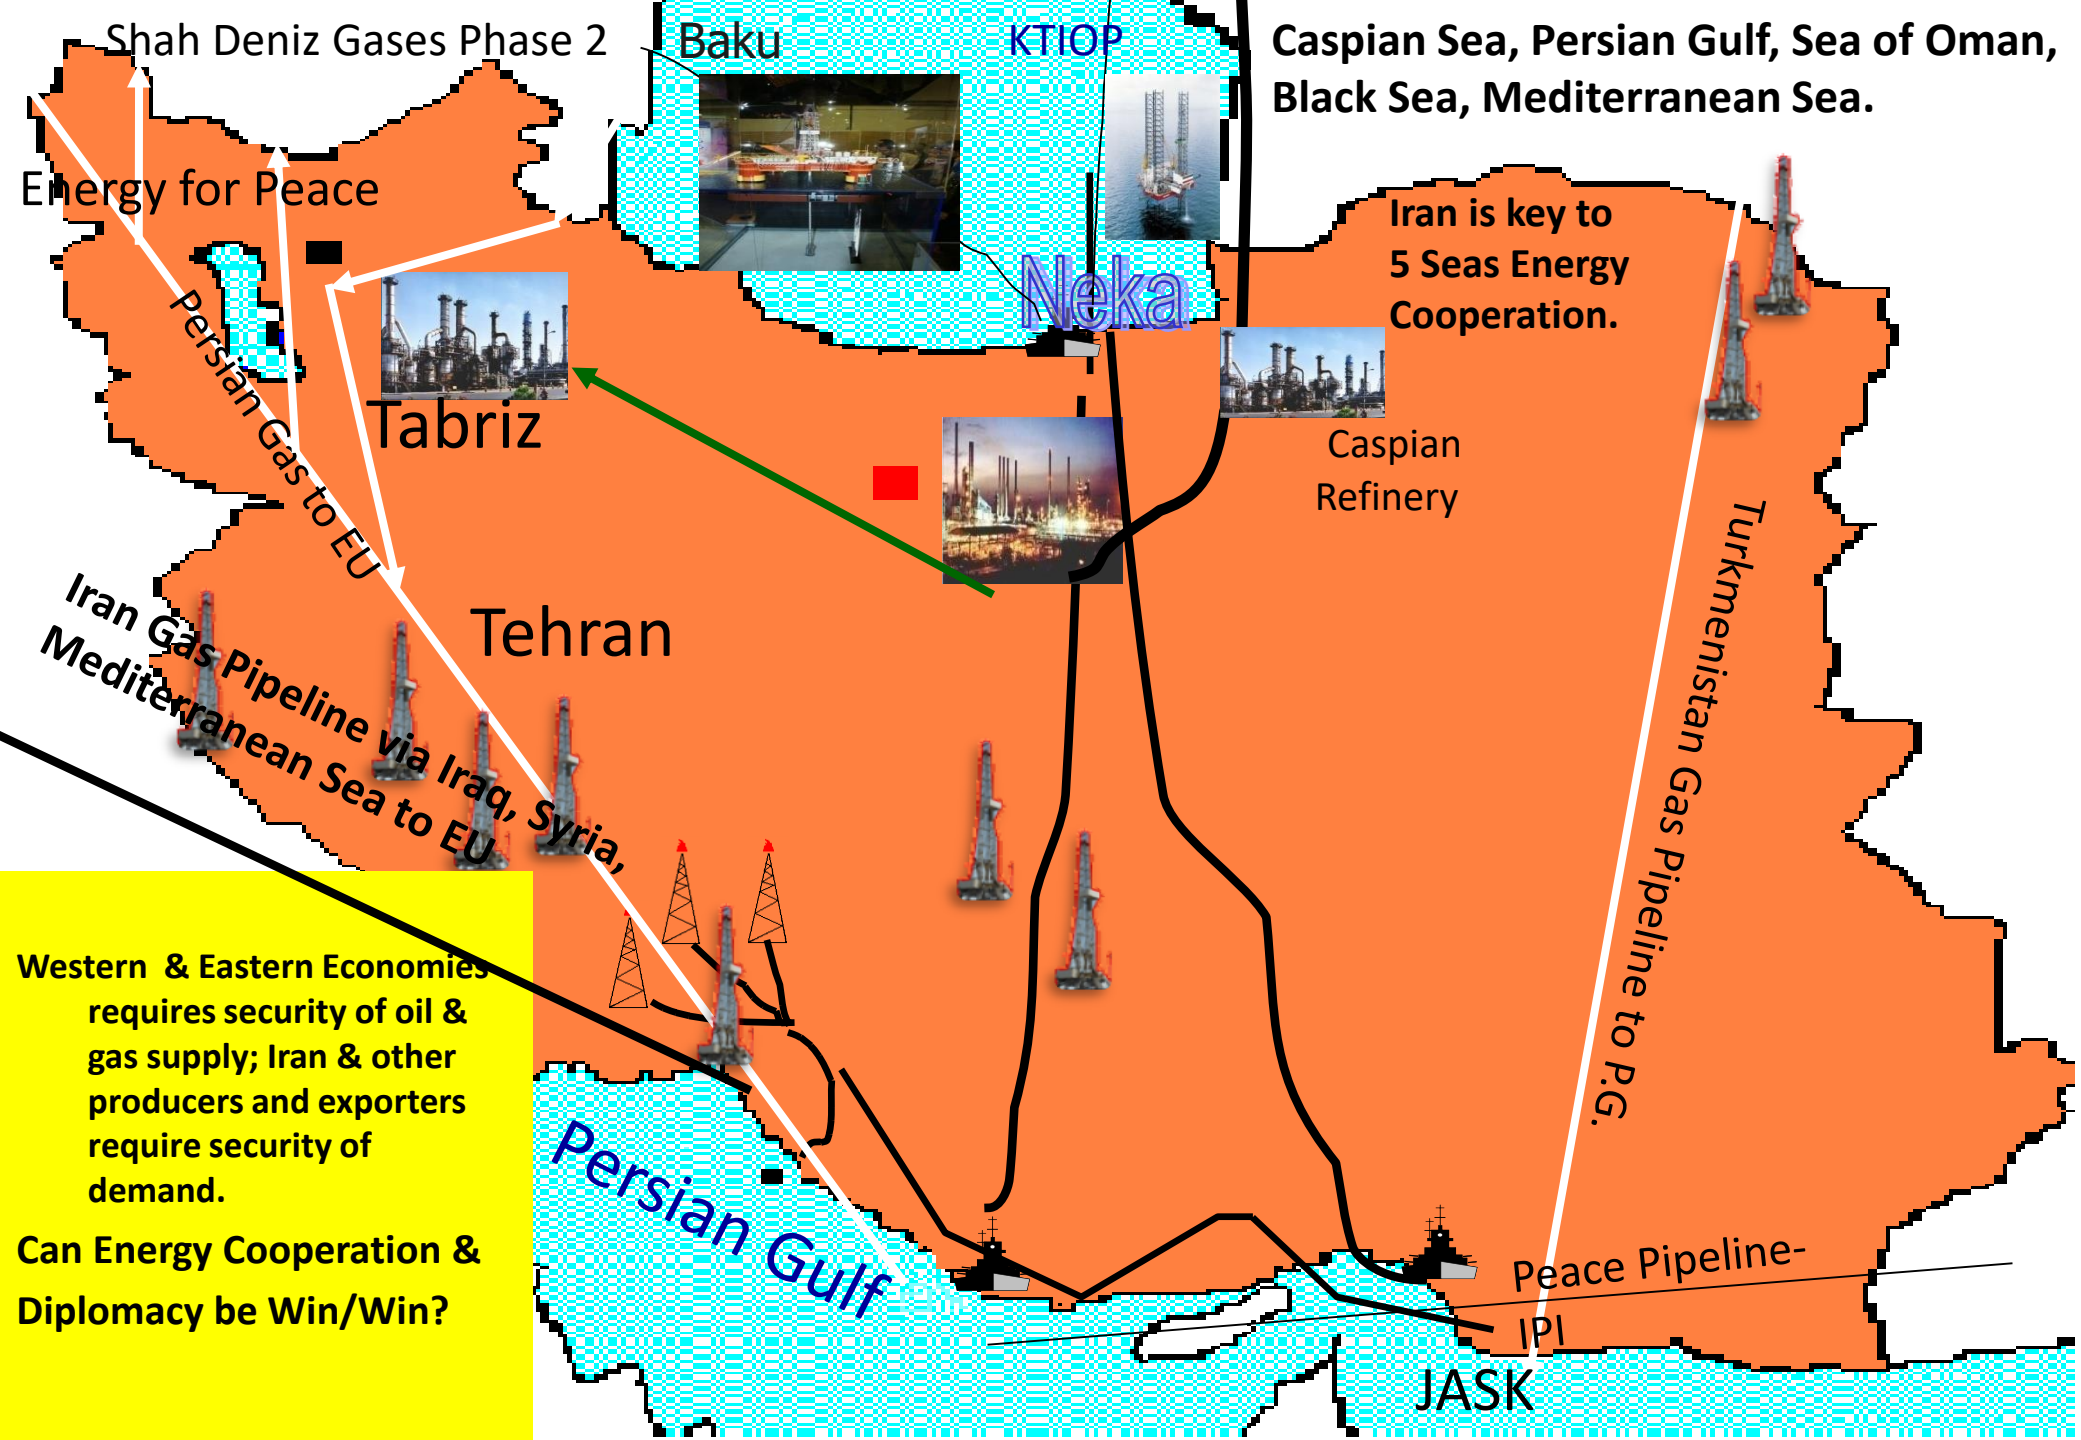 Shah Deniz Gases Phase 2
Baku
KTIOP
Caspian Sea, Persian Gulf, Sea of Oman,
Black Sea, Mediterranean Sea.
Energy for Peace
Iran is key to
5 Seas Energy
Cooperation.
Neka
Persian Gas to EU
Tabriz
Caspian
Refinery
Turkmenistan Gas Pipeline to P.G.
Tehran
Iran Gas Pipeline via Iraq, Syria,
Mediterranean Sea to EU
Western & Eastern Economies
requires security of oil &
gas supply; Iran & other
producers and exporters
require security of
demand.
Can Energy Cooperation &
Diplomacy be Win/Win?
Persian Gulf
Peace Pipeline-
IPI
JASK